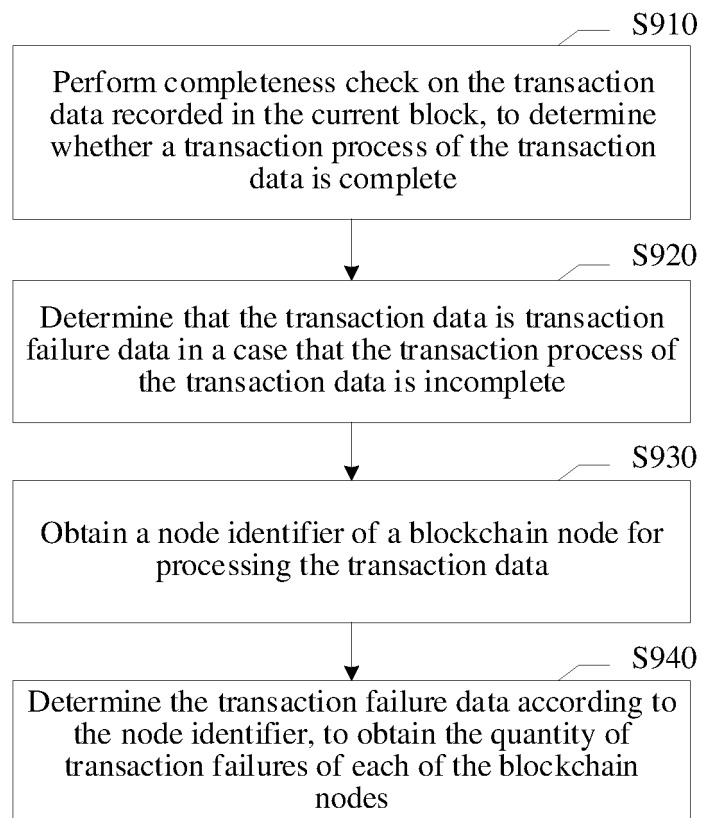 S910
Perform completeness check on the transaction
data recorded in the current block, to determine
whether a transaction process of the transaction
data is complete
S920
Determine that the transaction data is transaction
failure data in a case that the transaction process of
the transaction data is incomplete
S930
Obtain a node identifier of a blockchain node for
processing the transaction data
S940
Determine the transaction failure data according to
the node identifier, to obtain the quantity of
transaction failures of each of the blockchain
nodes